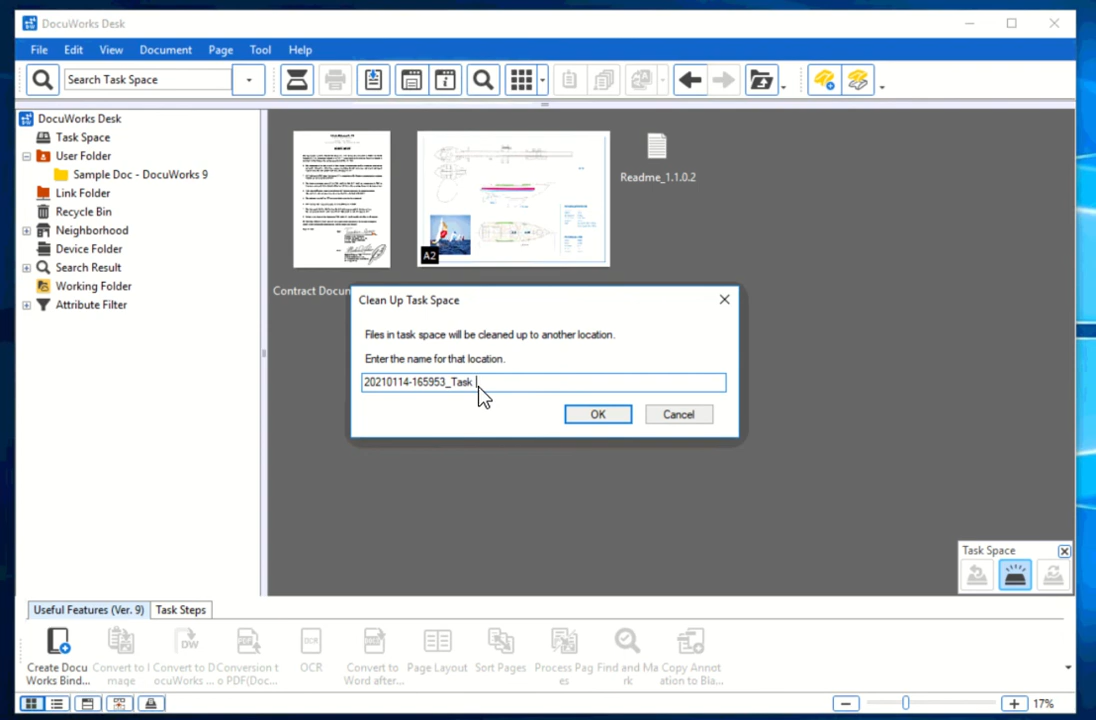 DocuWorks Desk
File Edit View Document Page Tool Help
Search Task Space
DocuWorks Desk
Task Space
User Folder
Sample Doc - DocuWorks 9
Link Folder
Recycle Bin
Neighborhood
Device Folder
Search Result
Working Folder
Attribute Filter
Readme_1.1.0.2
A2
Contract Docun
Clean Up Task Space
Files in task space will be cleaned up to another location.
Enter the name for that location.
20210114-165953_Task
OK Cancel
Task Space
Useful Features (Ver. 9) Task Steps
DW OCR
Create Docu Convert to I Convert to D Conversion t OCR Convert to Page Layout Sort Pages Process Pag Find and Ma Copy Annot
Works Bind... mage ocuWorks ... o PDF(Doc... Word after... es rk ation to Bla...
17%